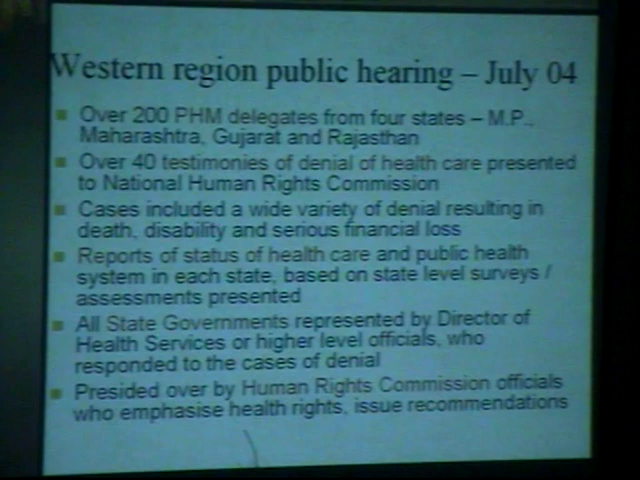 Western region public hearing – July 04
Over 200 PHM delegates from four states – M.P.,
Maharashtra, Gujarat and Rajasthan
Over 40 testimonies of denial of health care presented
to National Human Rights Commission
Cases included a wide variety of denial resulting in
death, disability and serious financial loss
Reports of status of health care and public health
system in each state, based on state level surveys /
assessments presented
All State Governments represented by Director of
Health Services or higher level officials, who
responded to the cases of denial
Presided over by Human Rights Commission officials
who emphasise health rights, issue recommendations